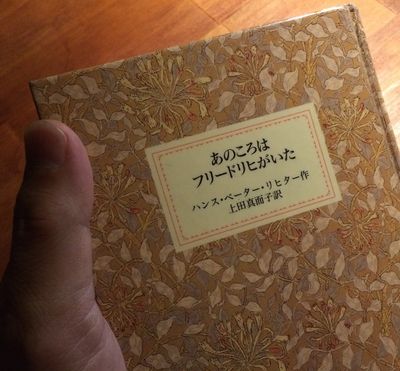 あのころは
フリードリヒがいた
ハンス・ペーター・リヒター作
上田真而子訳